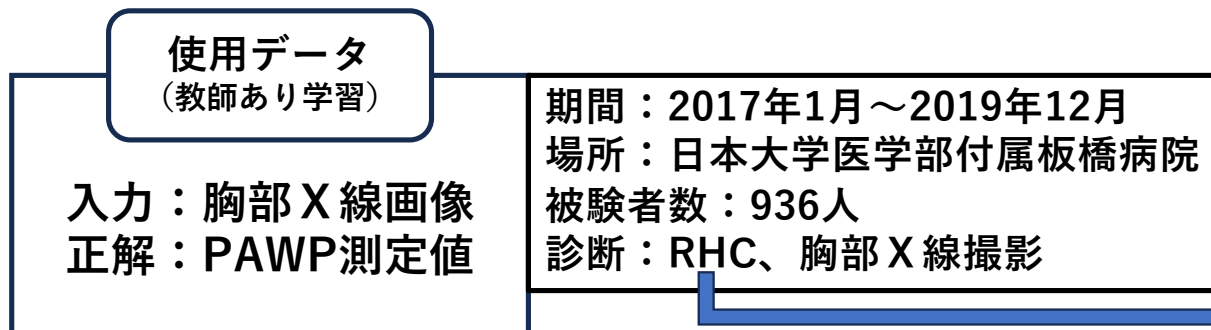 使用データ
（教師あり学習）
入力：胸部Ｘ線画像
正解：PAWP測定値
期間：2017年1月～2019年12月
場所：日本大学医学部付属板橋病院
被験者数：936人
診断：RHC、胸部Ｘ線撮影